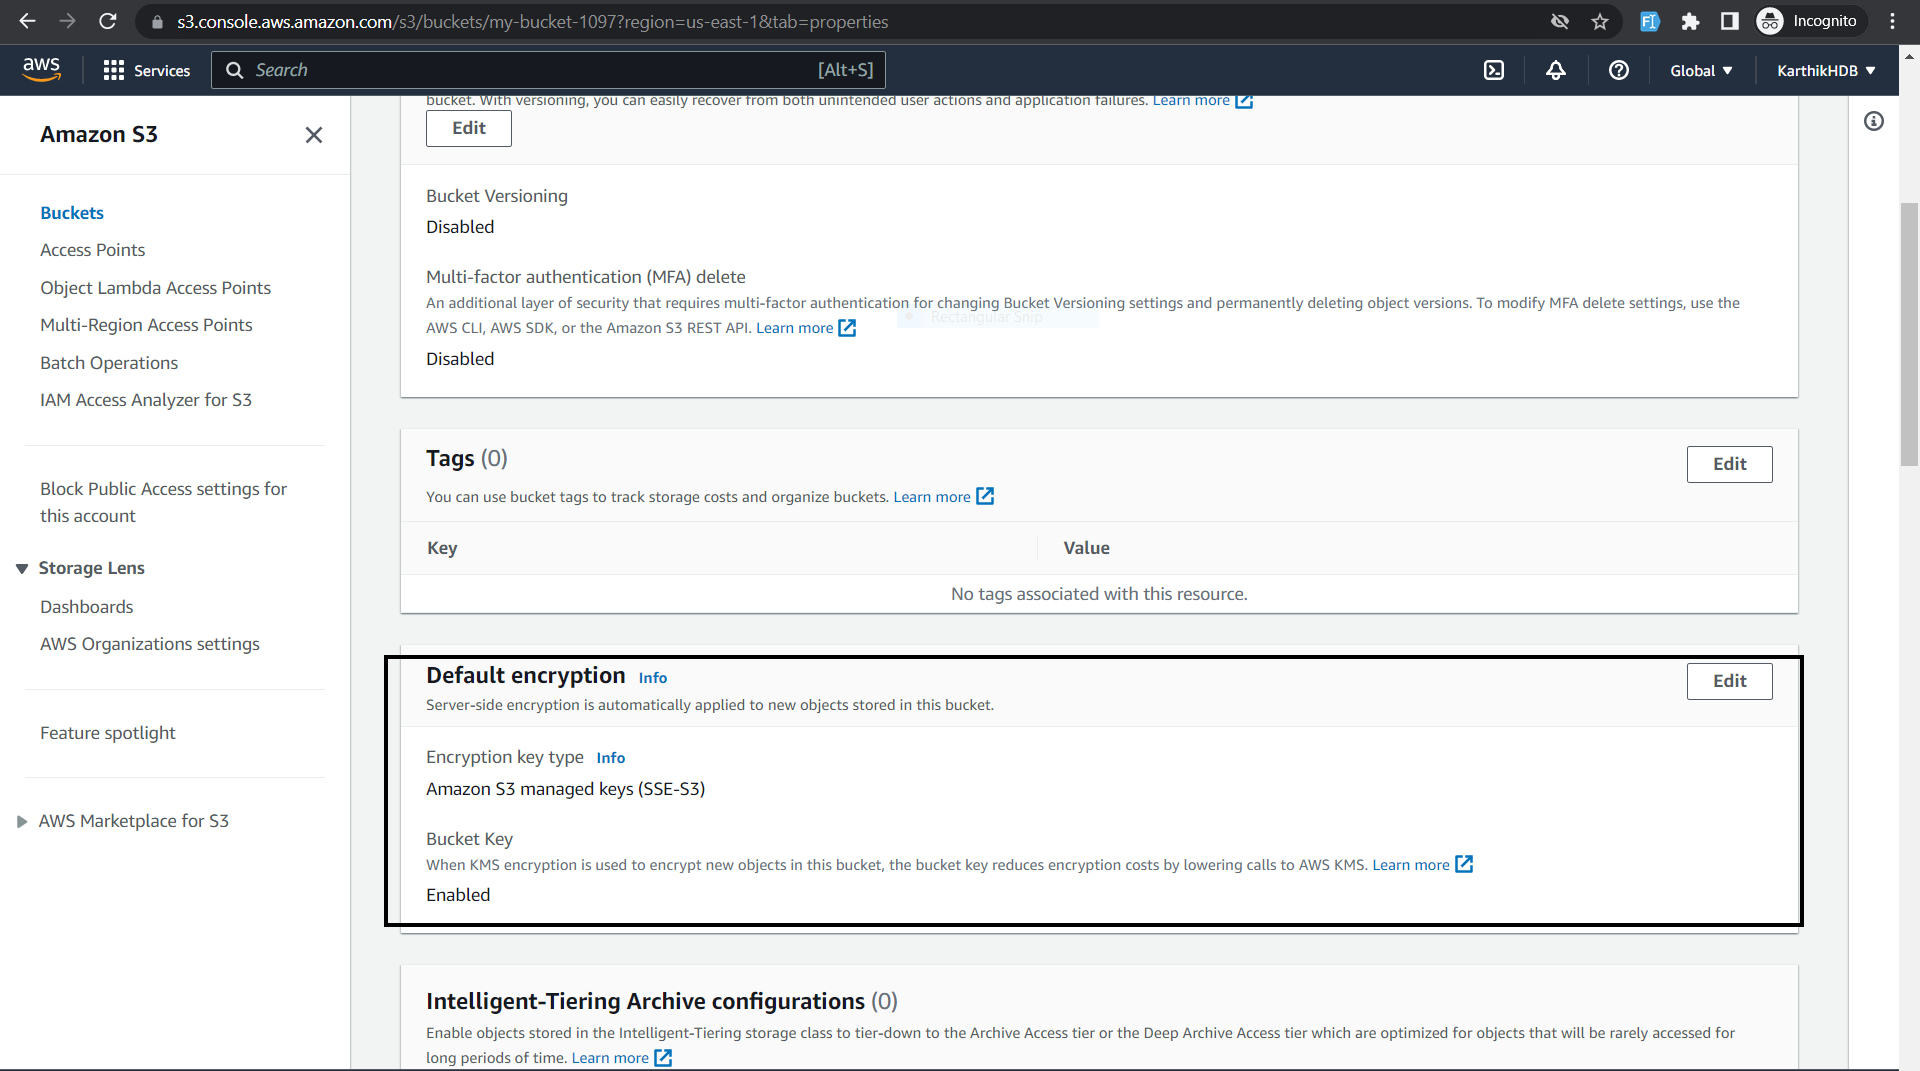 s3.console.aws.amazon.com/s3/buckets/my-bucket-1097?region=us-east-1&tab=properties
Incognito
aws
Services
Search
[Alt+S]
Global
KarthikHDB
Amazon S3
Buckets
Access Points
Object Lambda Access Points
Multi-Region Access Points
Batch Operations
IAM Access Analyzer for S3
Block Public Access settings for
this account
Storage Lens
Dashboards
AWS Organizations settings
Feature spotlight
AWS Marketplace for S3
bucket. With versioning, you can easily recover from both unintended user actions and application failures. Learn more
Edit
Bucket Versioning
Disabled
Multi-factor authentication (MFA) delete
An additional layer of security that requires multi-factor authentication for changing Bucket Versioning settings and permanently deleting object versions. To modify MFA delete settings, use the
Rectangular Snip
AWS CLI, AWS SDK, or the Amazon S3 REST API. Learn more
Disabled
Tags (0)
Edit
You can use bucket tags to track storage costs and organize buckets. Learn more
Key
Value
No tags associated with this resource.
Default encryption Info
Edit
Server-side encryption is automatically applied to new objects stored in this bucket.
Encryption key type Info
Amazon S3 managed keys (SSE-S3)
Bucket Key
When KMS encryption is used to encrypt new objects in this bucket, the bucket key reduces encryption costs by lowering calls to AWS KMS. Learn more
Enabled
Intelligent-Tiering Archive configurations (0)
Enable objects stored in the Intelligent-Tiering storage class to tier-down to the Archive Access tier or the Deep Archive Access tier which are optimized for objects that will be rarely accessed for
long periods of time. Learn more